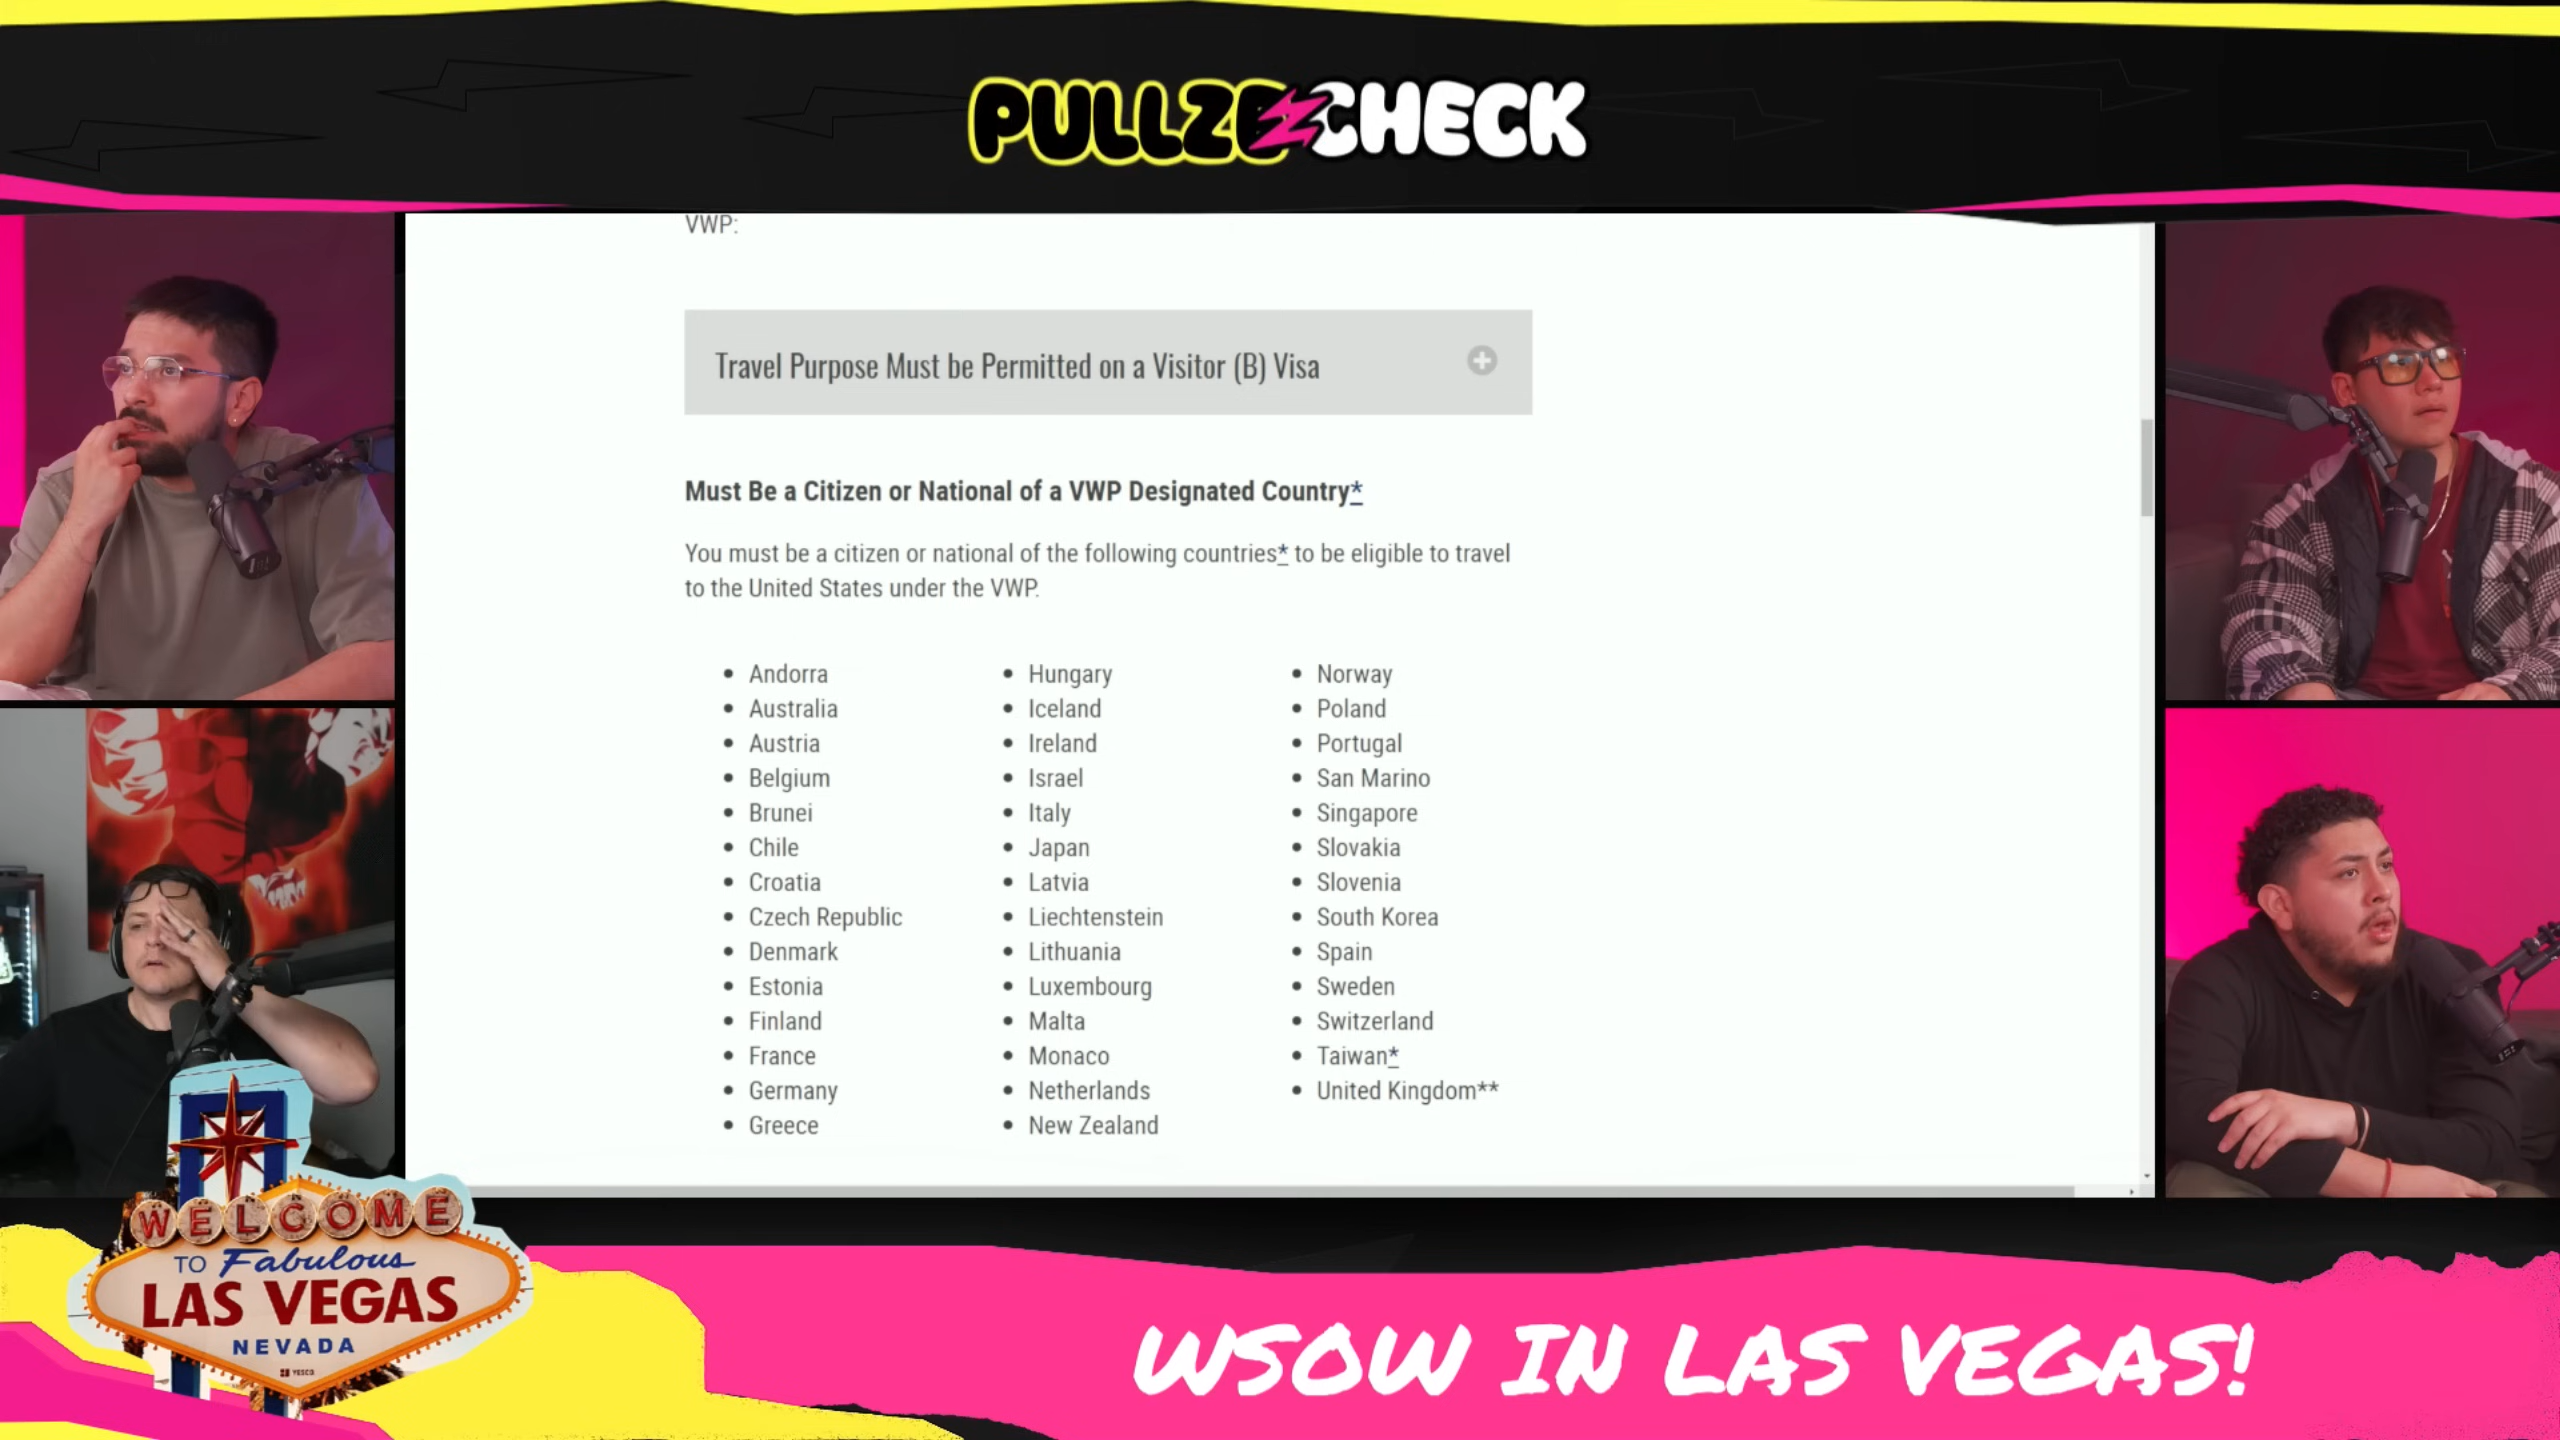 PULLZECHECK
VWP:
Travel Purpose Must be Permitted on a Visitor (B) Visa
Must Be a Citizen or National of a VWP Designated Country*
You must be a citizen or national of the following countries* to be eligible to travel
to the United States under the VWP.
• Andorra
• Australia
• Austria
• Belgium
• Brunei
• Chile
• Croatia
• Czech Republic
• Denmark
• Estonia
• Finland
• France
• Germany
• Greece
• Hungary
• Iceland
• Ireland
• Israel
• Italy
• Japan
• Latvia
• Liechtenstein
• Lithuania
• Luxembourg
• Malta
• Monaco
• Netherlands
• New Zealand
• Norway
• Poland
• Portugal
• San Marino
• Singapore
• Slovakia
• Slovenia
• South Korea
• Spain
• Sweden
• Switzerland
• Taiwan*
• United Kingdom**
WELCOME
TO Fabulous
LAS VEGAS
NEVADA
YESCO
WSOW IN LAS VEGAS!